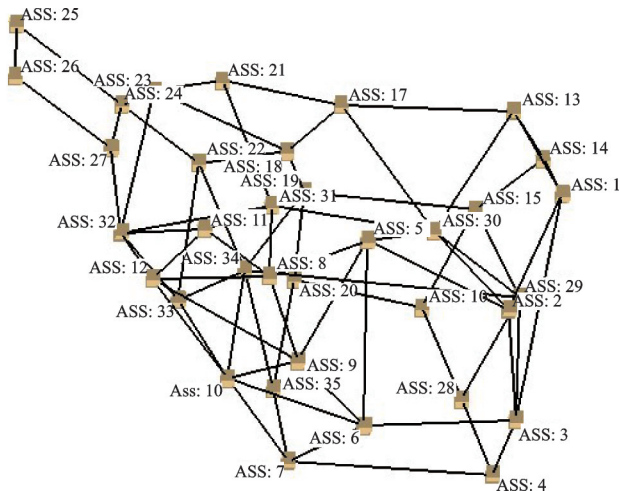 ASS: 25
ASS: 26
ASS: 23
ASS: 24
ASS: 21
ASS: 17
ASS: 13
ASS: 27
ASS: 22
ASS: 18
ASS: 14
ASS: 19
ASS: 31
ASS: 15
ASS: 1
ASS: 32
ASS: 11
ASS: 5
ASS: 30
ASS: 12
ASS: 34
ASS: 8
ASS: 20
ASS: 10
ASS: 29
ASS: 2
ASS: 33
ASS: 9
Ass: 10
ASS: 35
ASS: 28
ASS: 6
ASS: 3
ASS: 7
ASS: 4